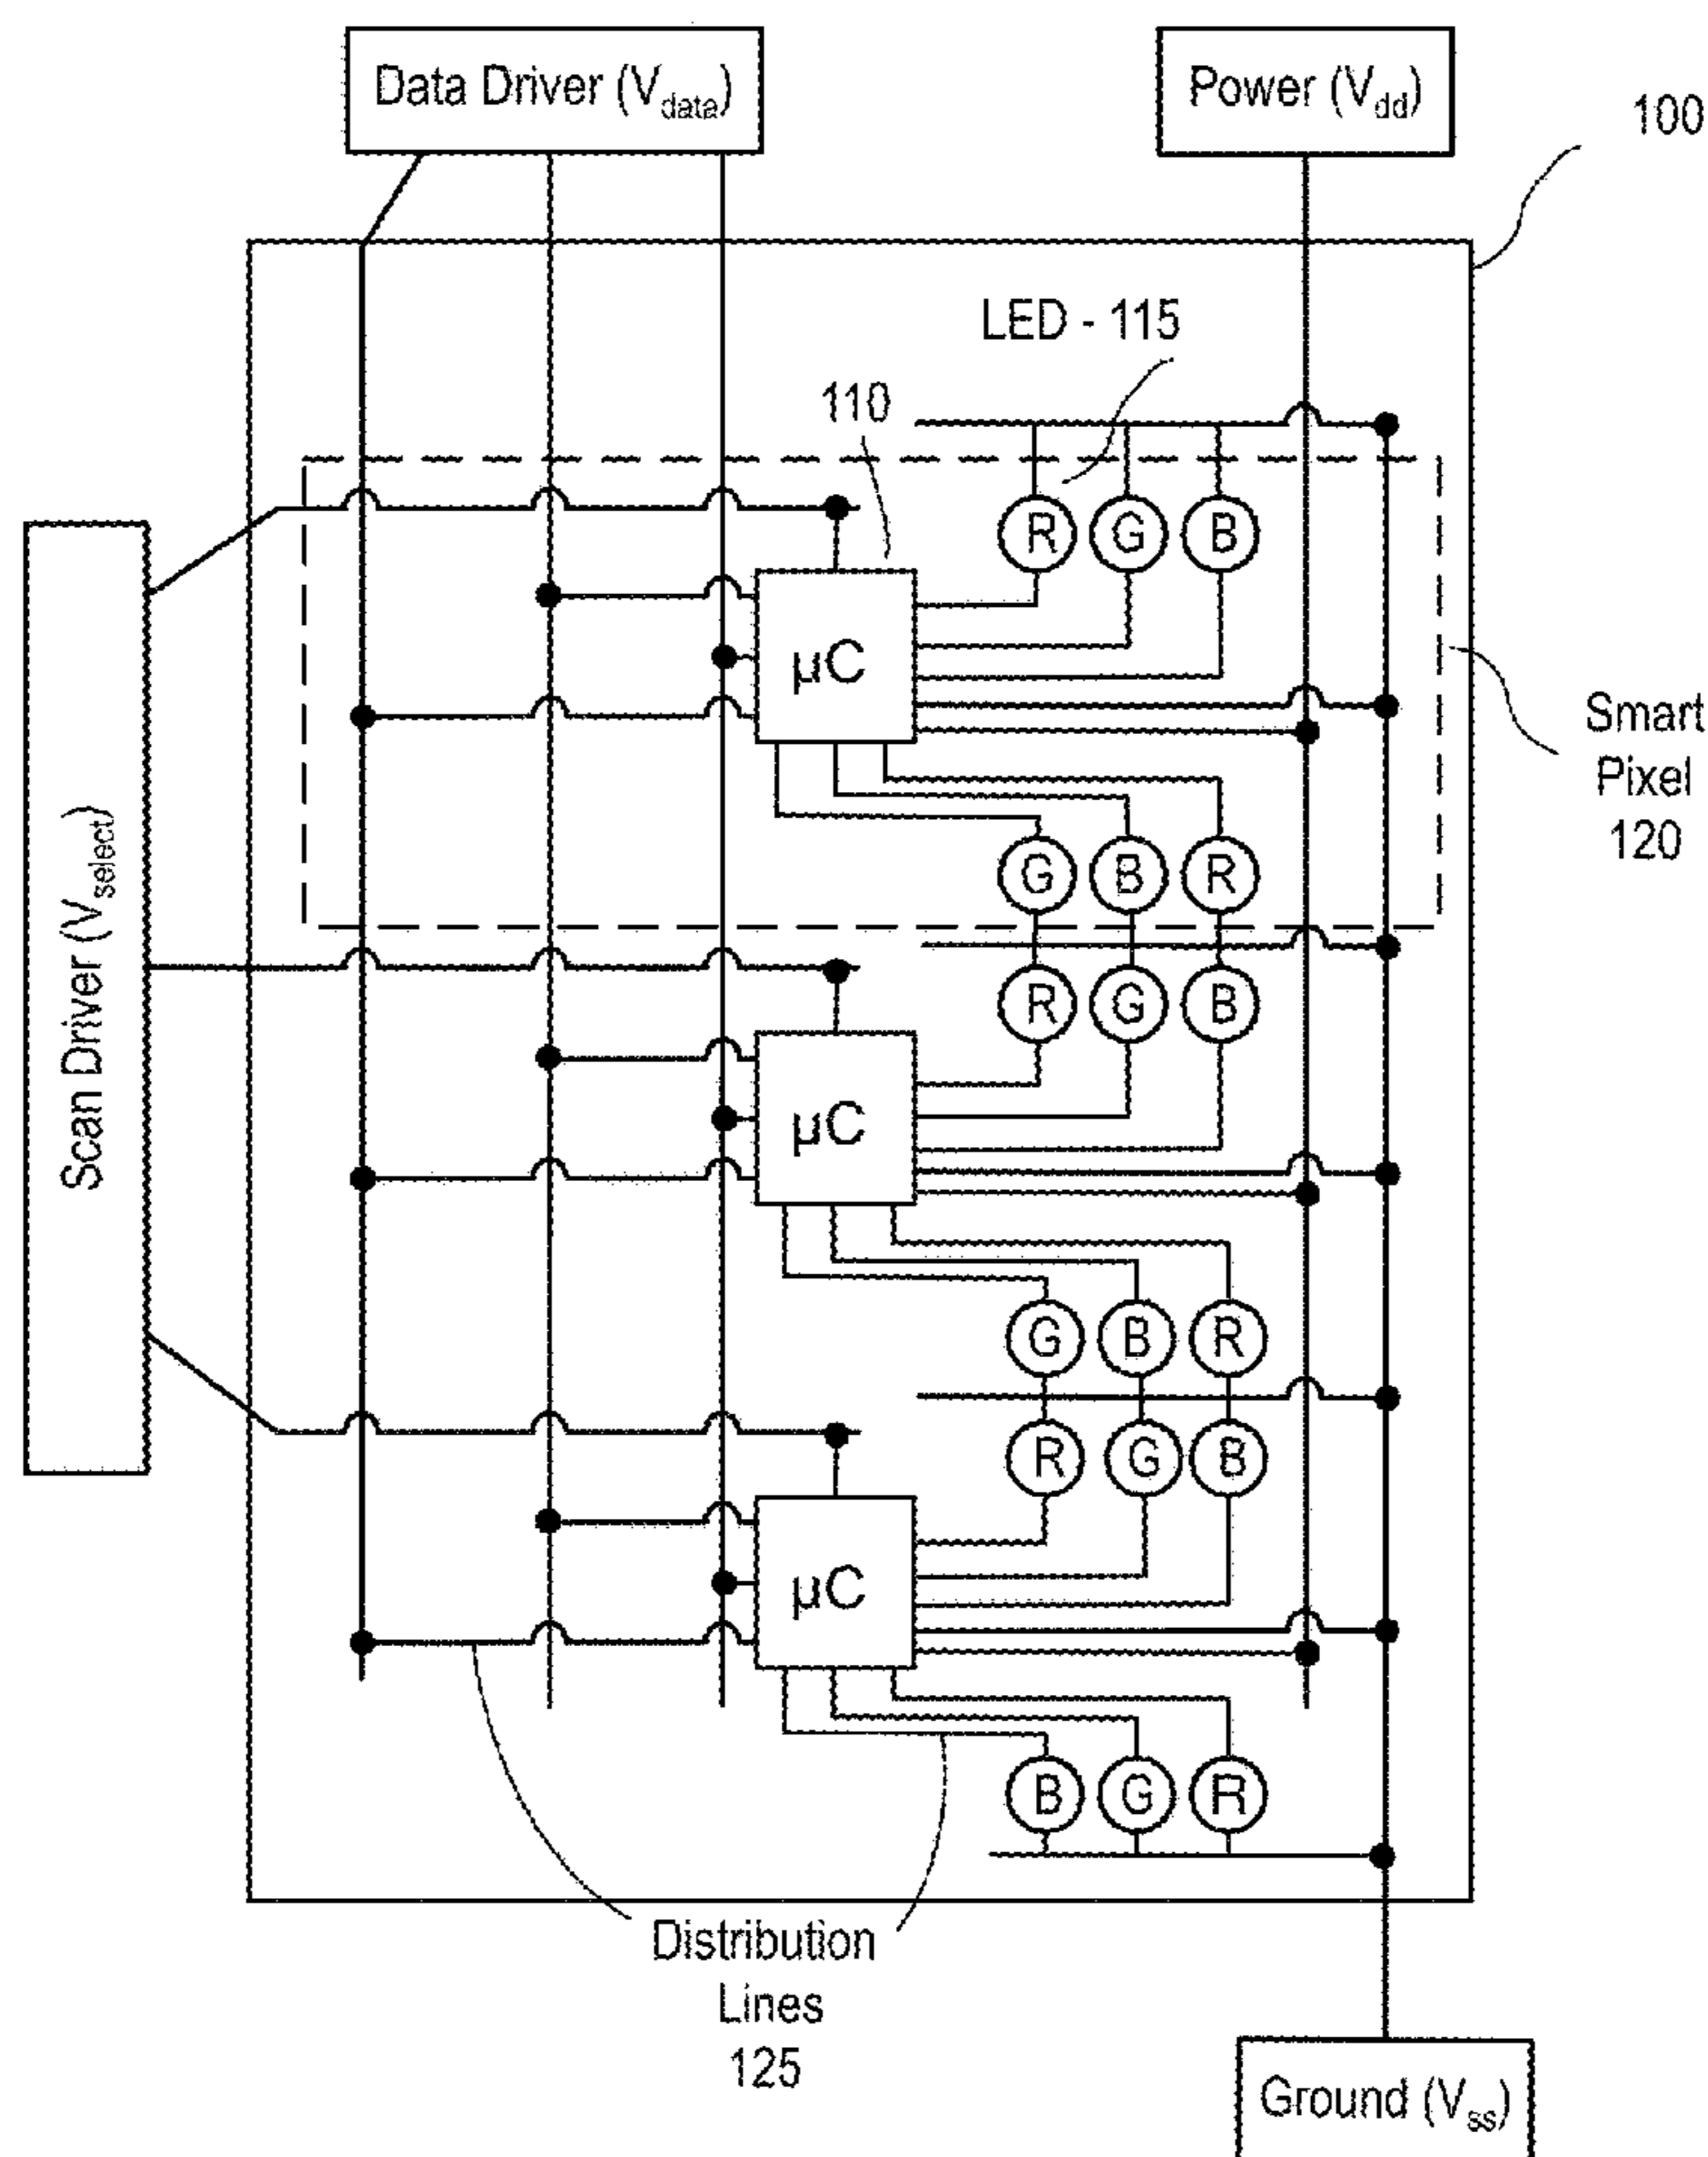 Data Driver (Vdata)
Power (Vdd)
100
LED - 115
110
R G B
µC
Smart
Pixel
120
G B R
Scan Driver (Vselect)
R G B
µC
G B R
R G B
µC
B G R
Distribution
Lines
125
Ground (Vss)